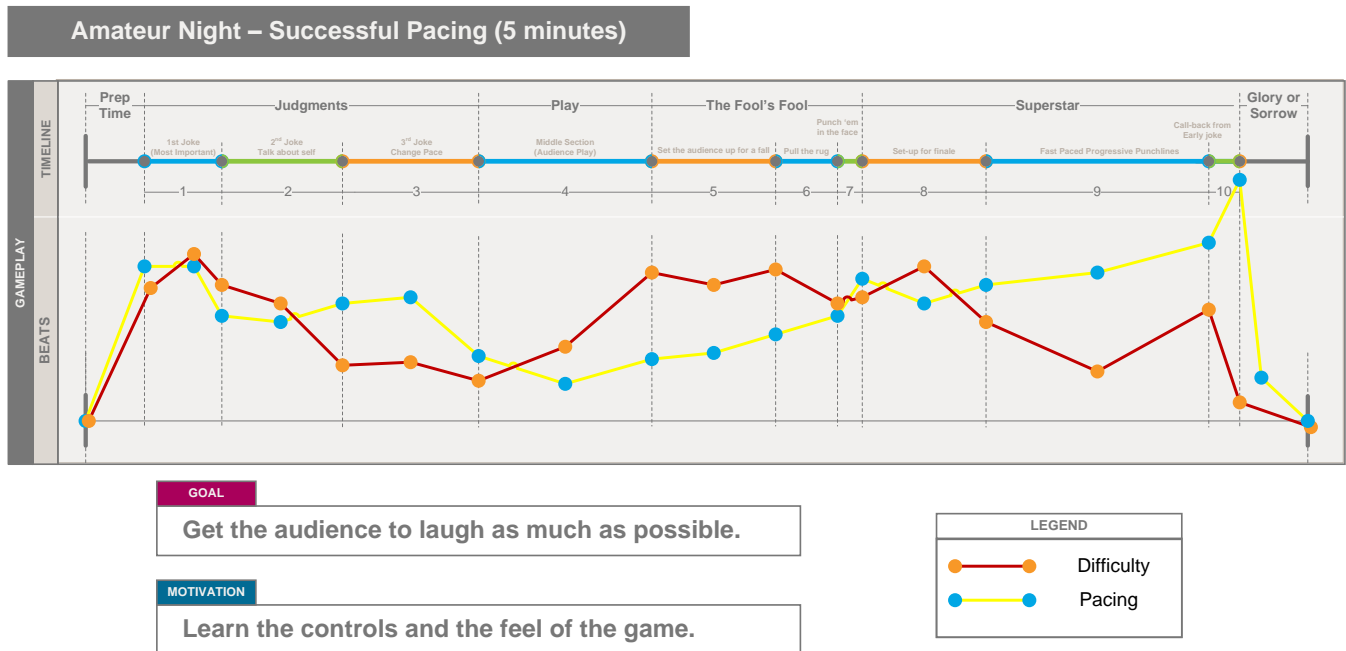 Amateur Night – Successful Pacing (5 minutes)
GAMEPLAY
TIMELINE
Prep
Time
Judgments
Play
The Fool's Fool
Superstar
Glory or
Sorrow
1st Joke
(Most Important)
2nd Joke
Talk about self
3rd Joke
Change Pace
Middle Section
(Audience Play)
Set the audience up for a fall
Pull the rug
Punch ‘em
in the face
Set-up for finale
Fast Paced Progressive Punchlines
Call-back from
Early joke
1 2 3 4 5 6 7 8 9 10
BEATS
GOAL
Get the audience to laugh as much as possible.
MOTIVATION
Learn the controls and the feel of the game.
LEGEND
Difficulty
Pacing